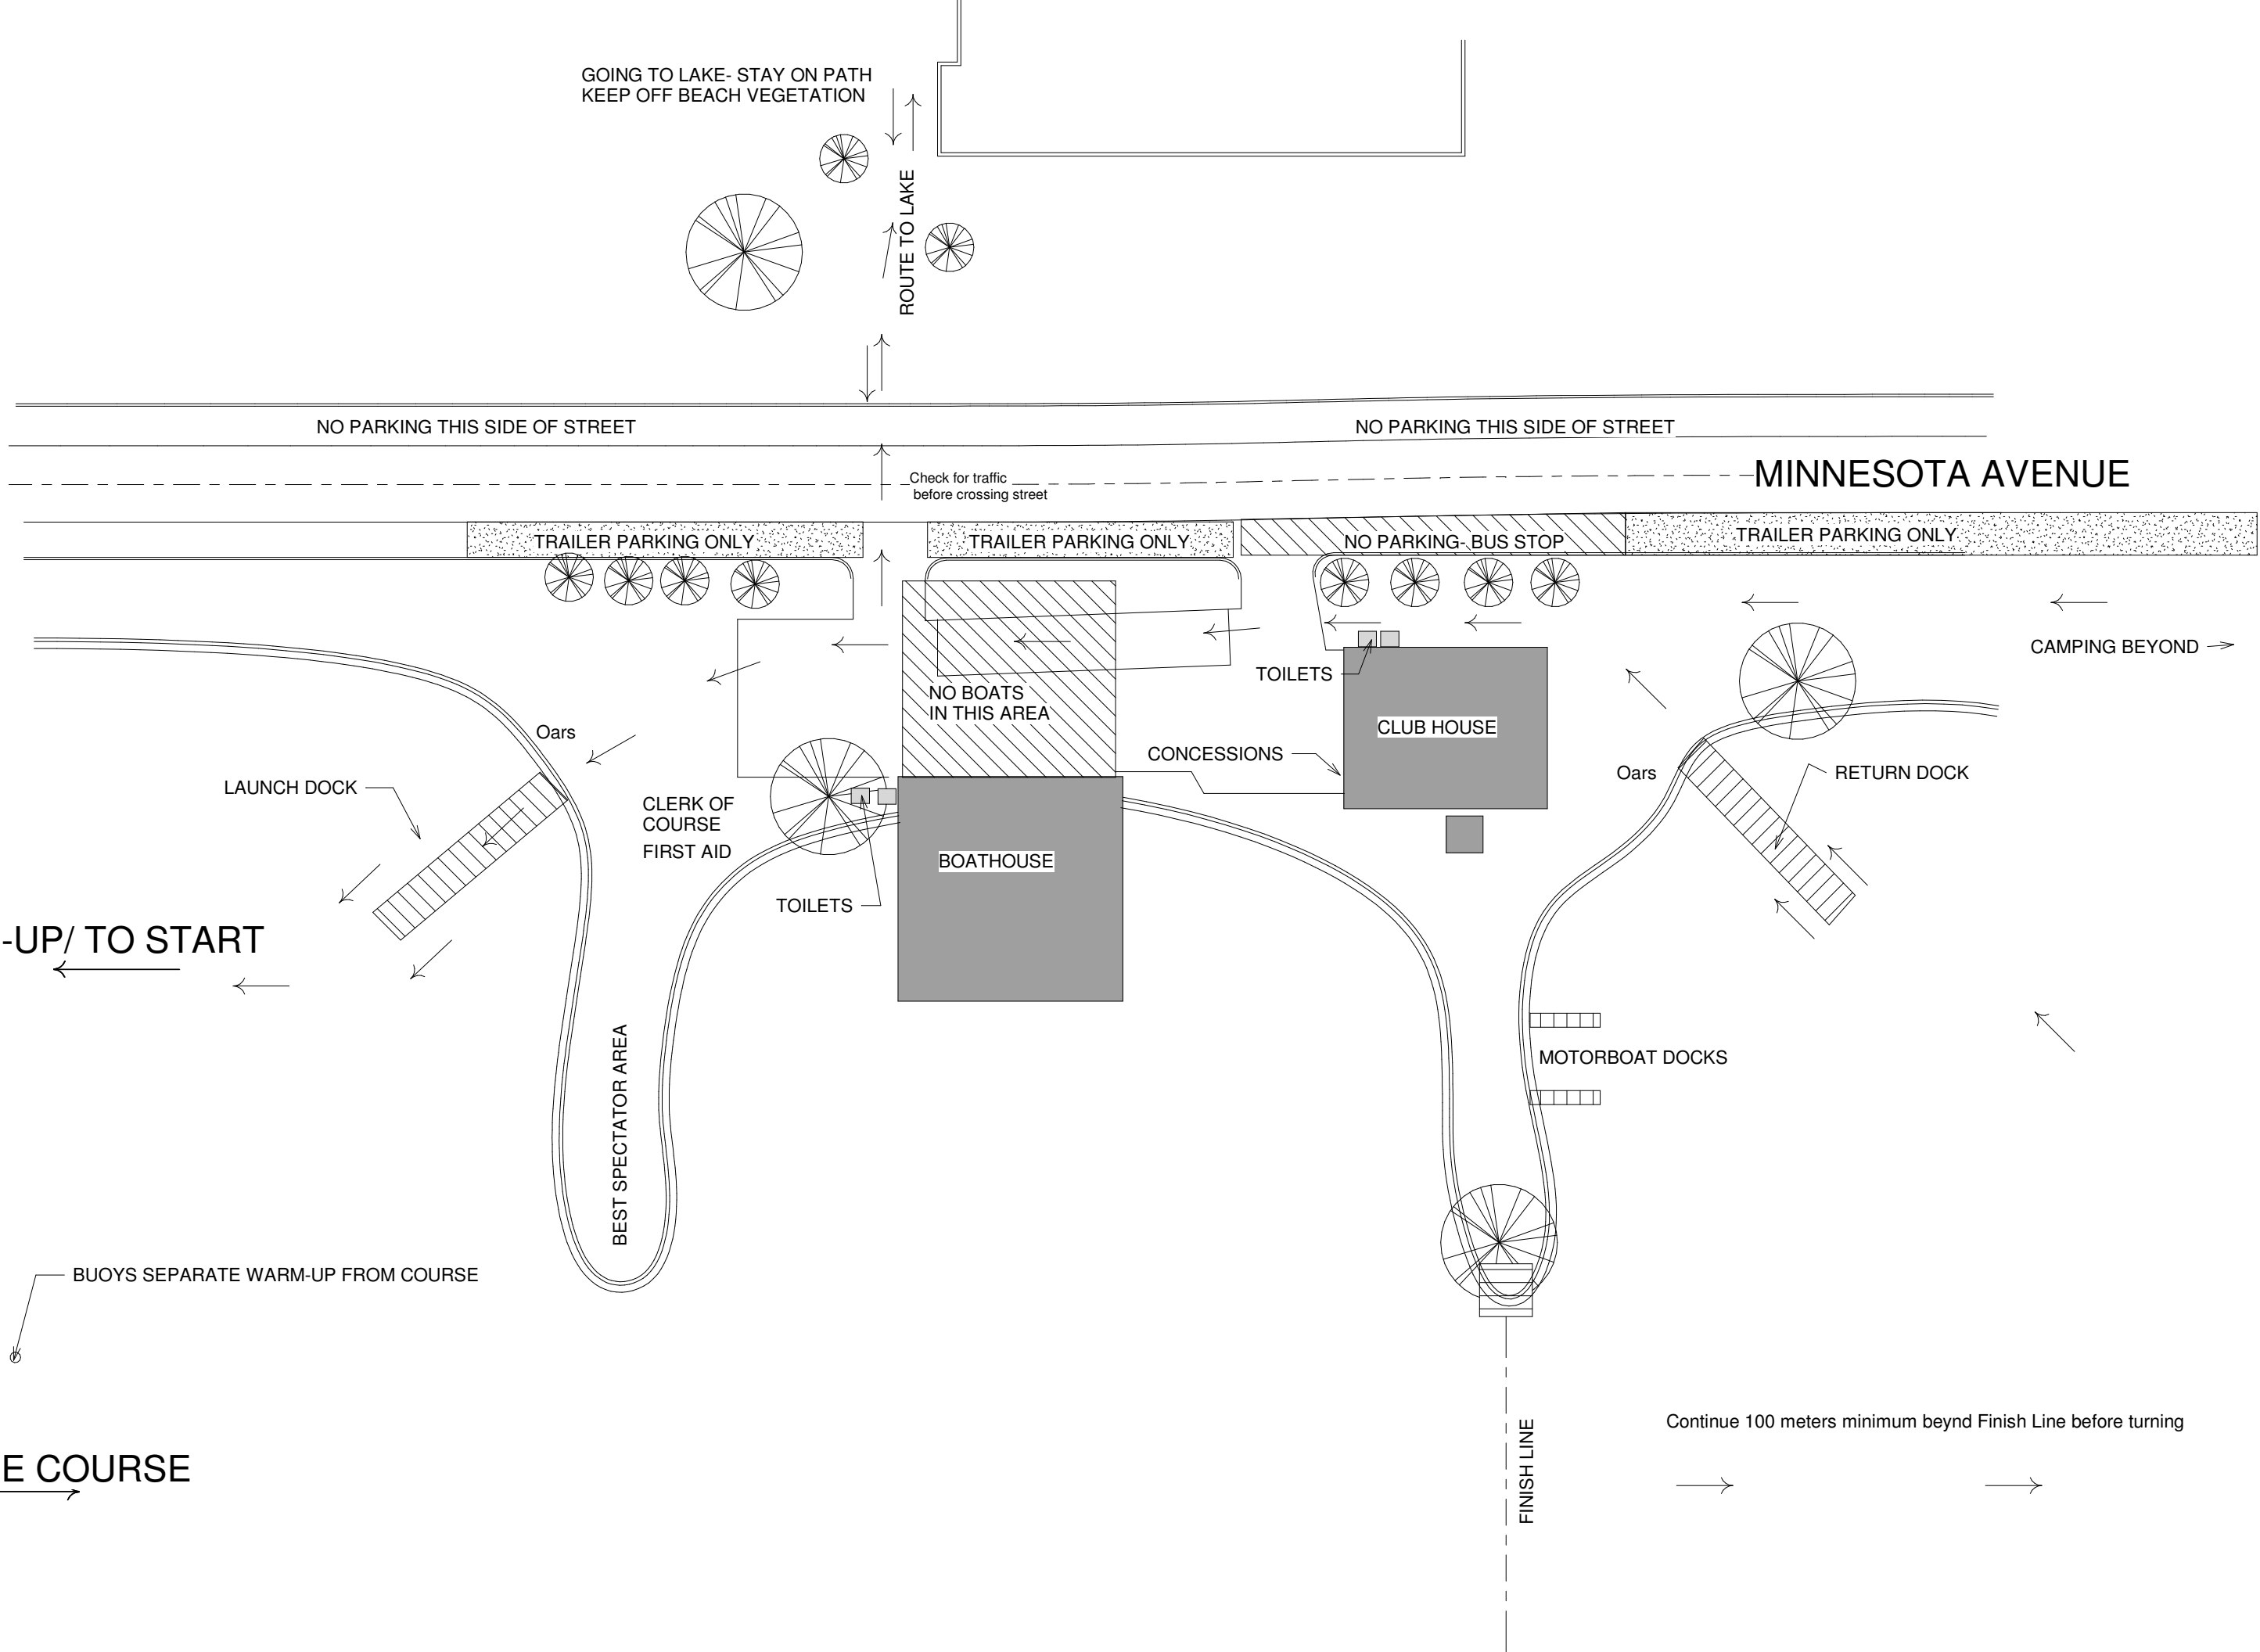 GOING TO LAKE- STAY ON PATH
KEEP OFF BEACH VEGETATION
ROUTE TO LAKE
NO PARKING THIS SIDE OF STREET
NO PARKING THIS SIDE OF STREET
MINNESOTA AVENUE
Check for traffic
before crossing street
TRAILER PARKING ONLY
TRAILER PARKING ONLY
NO PARKING- BUS STOP
TRAILER PARKING ONLY
CAMPING BEYOND
TOILETS
NO BOATS
IN THIS AREA
CLUB HOUSE
Oars
CONCESSIONS
Oars
RETURN DOCK
LAUNCH DOCK
CLERK OF
COURSE
FIRST AID
BOATHOUSE
TOILETS
-UP/ TO START
MOTORBOAT DOCKS
BEST SPECTATOR AREA
BUOYS SEPARATE WARM-UP FROM COURSE
Continue 100 meters minimum beynd Finish Line before turning
E COURSE
FINISH LINE